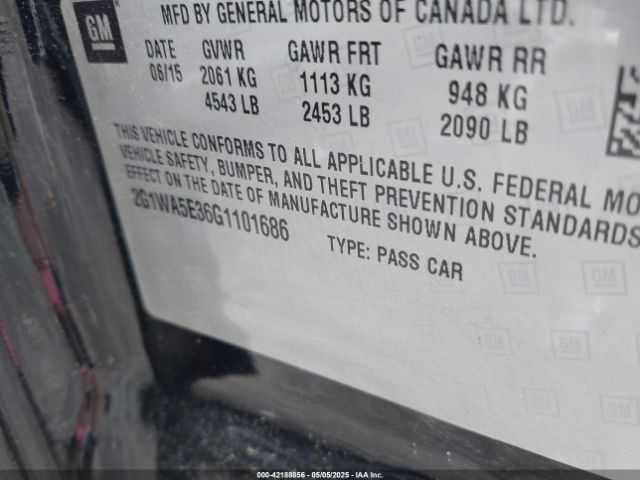 GM
MFD BY GENERAL MOTORS OF CANADA LTD.
DATE GVWR GAWR FRT GAWR RR
06/15 2061 KG 1113 KG 948 KG
4543 LB 2453 LB 2090 LB
THIS VEHICLE CONFORMS TO ALL APPLICABLE U.S. FEDERAL MO
VEHICLE SAFETY, BUMPER, AND THEFT PREVENTION STANDARDS
EFFECT ON THE DATE OF MANUFACTURE SHOWN ABOVE.
2G1WA5E36G1101686 TYPE: PASS CAR
000-42188856 - 05/05/2025 - IAA Inc.